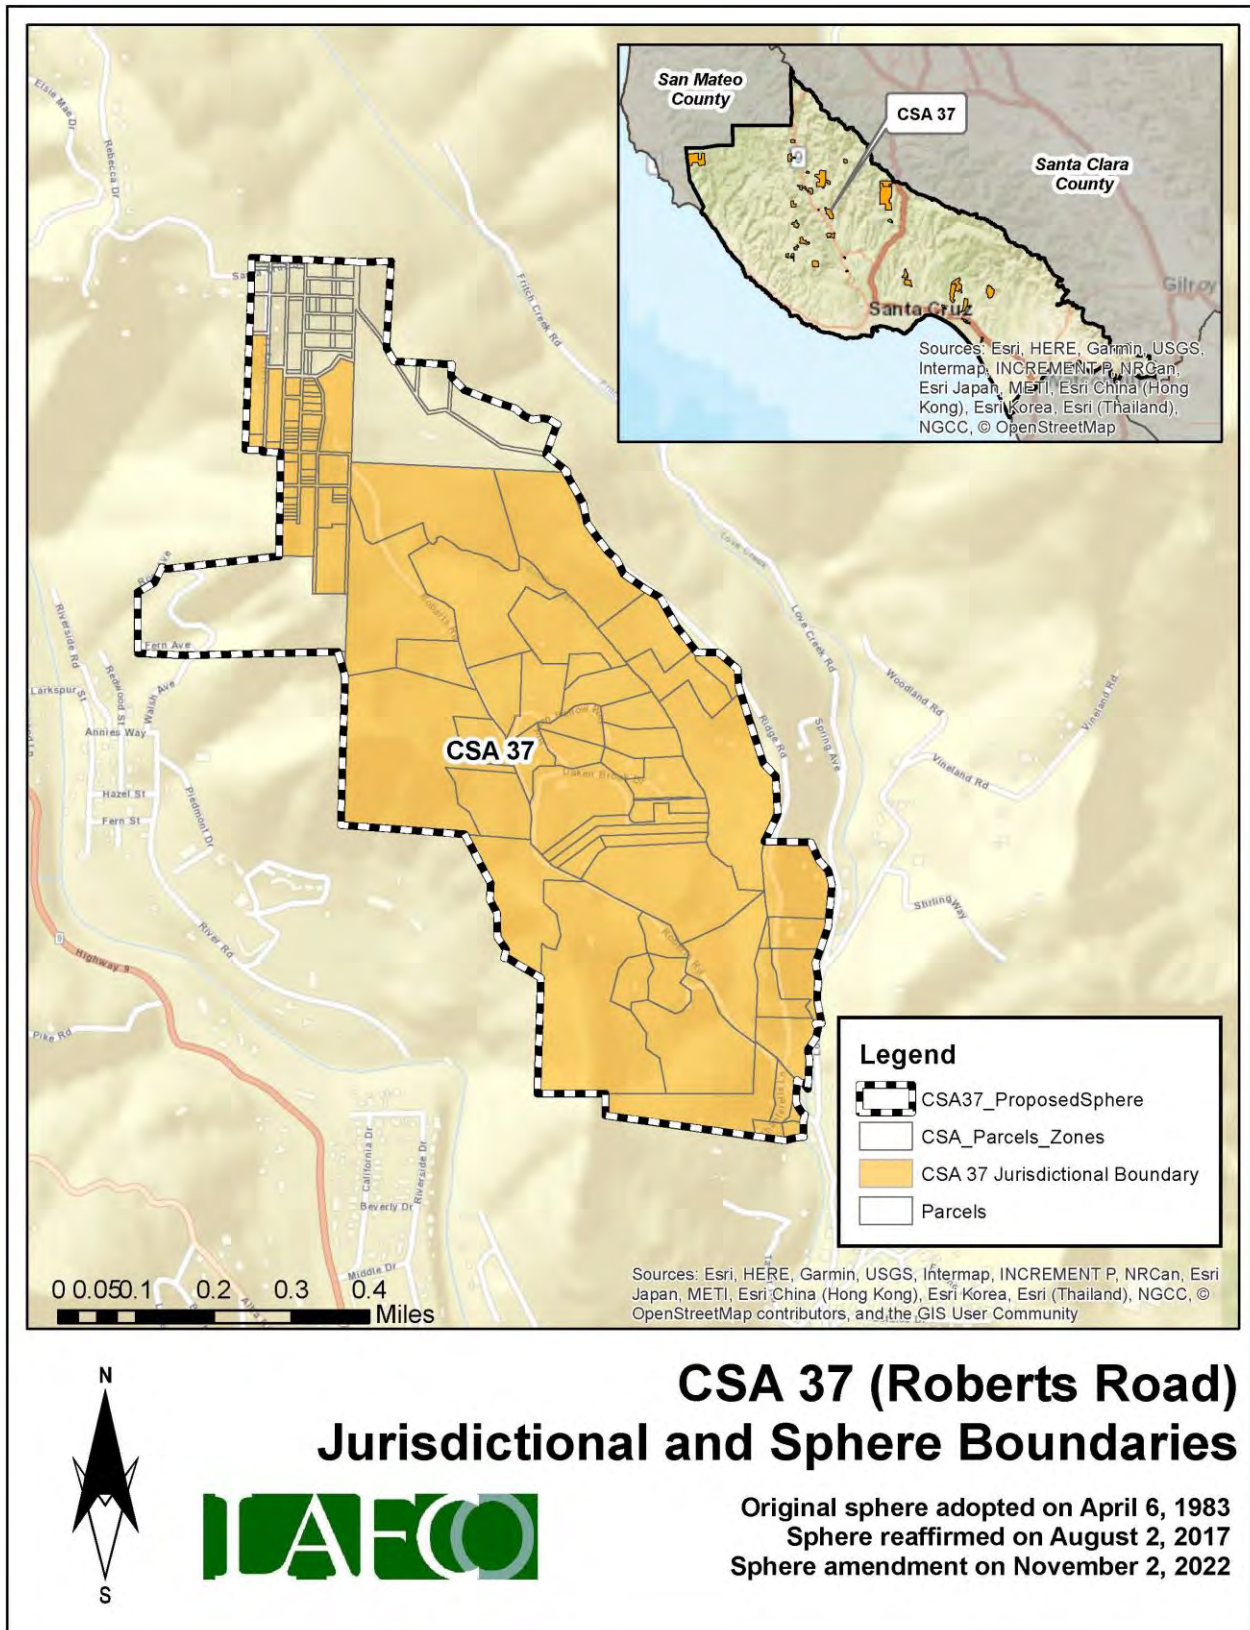 Elsie Mae Dr
Rebecca Dr
Fritch Creek Rd
San Mateo
County
CSA 37
Santa Clara
County
9
Gilroy
Santa Cruz
Sources: Esri, HERE, Garmin, USGS,
Intermap, INCREMENT P, NRCan,
Esri Japan, METI, Esri China (Hong
Kong), Esri Korea, Esri (Thailand),
NGCC, © OpenStreetMap
Love Creek
Love Creek Rd
Roberts Rd
Fern Ave
Riverside Rd
Redwood St
Walsh Ave
Larkspur St
Annies Way
Hazel St
Fern St
Piedmont Dr
River Rd
9
Highway 9
Pike Rd
CSA 37
Ridge Rd
Spring Ave
Woodland Rd
Vineland Rd
Vineland Rd
Stirling Way
Roberts Rd
California Dr
Riverside Dr
Beverly Dr
Middle Dr
Legend
CSA37_ProposedSphere
CSA_Parcels_Zones
CSA 37 Jurisdictional Boundary
Parcels
0 0.05 0.1 0.2 0.3 0.4
Miles
Sources: Esri, HERE, Garmin, USGS, Intermap, INCREMENT P, NRCan, Esri
Japan, METI, Esri China (Hong Kong), Esri Korea, Esri (Thailand), NGCC, ©
OpenStreetMap contributors, and the GIS User Community
CSA 37 (Roberts Road)
Jurisdictional and Sphere Boundaries
N
S
LAFCO
Original sphere adopted on April 6, 1983
Sphere reaffirmed on August 2, 2017
Sphere amendment on November 2, 2022